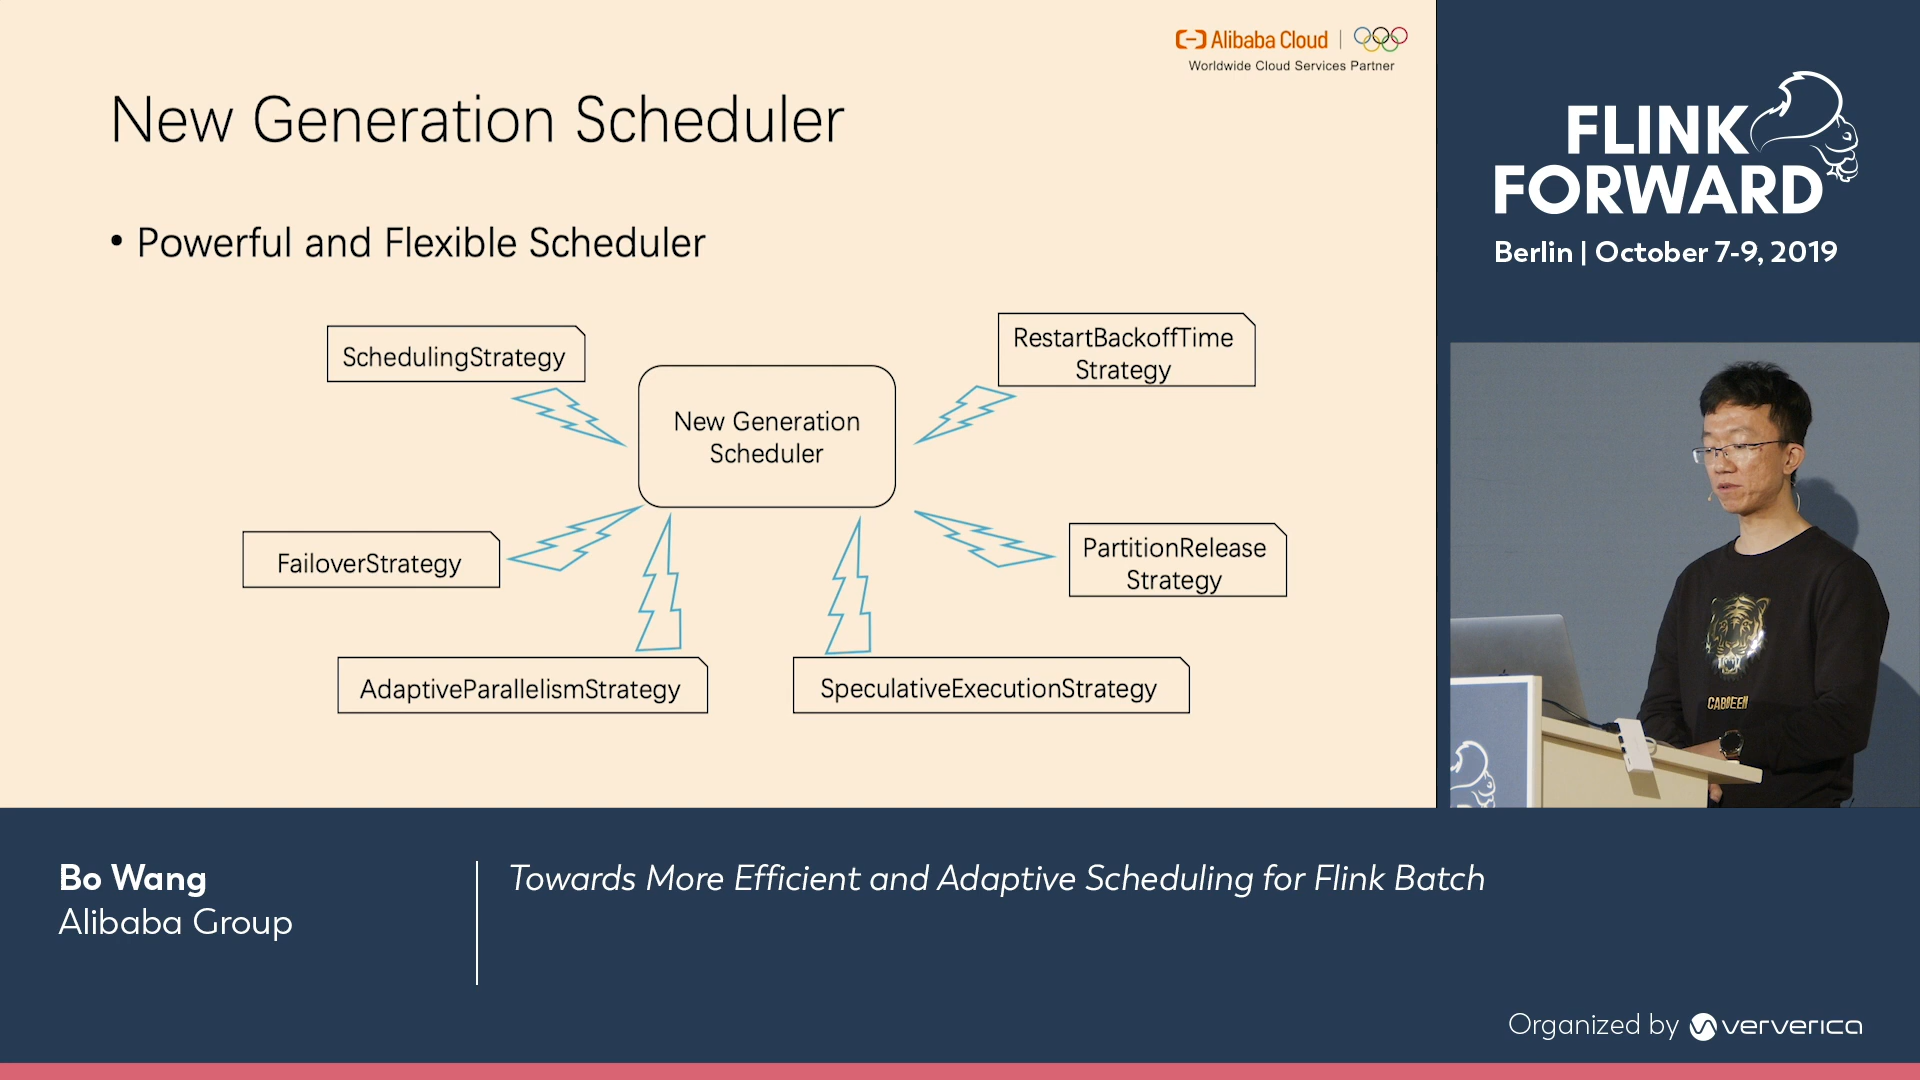 Alibaba Cloud
Worldwide Cloud Services Partner
New Generation Scheduler
• Powerful and Flexible Scheduler
SchedulingStrategy
RestartBackoffTime
Strategy
New Generation
Scheduler
FailoverStrategy
PartitionRelease
Strategy
AdaptiveParallelismStrategy
SpeculativeExecutionStrategy
FLINK
FORWARD
Berlin | October 7-9, 2019
CABBEEN
Bo Wang
Alibaba Group
Towards More Efficient and Adaptive Scheduling for Flink Batch
Organized by ververica